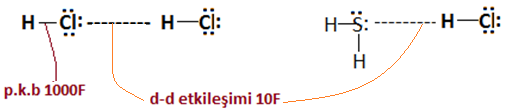 H Cl: H Cl: H S: H Cl:
H
p.k.b 1000F
d-d etkileşimi 10F